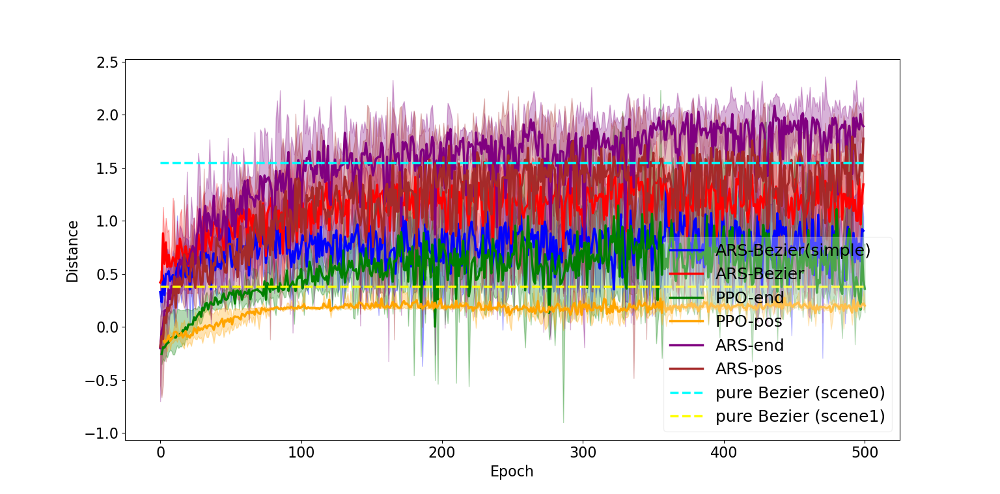 2.5
2.0
1.5
1.0
0.5
0.0
−0.5
−1.0
Distance
0 100 200 300 400 500
Epoch
ARS-Bezier(simple)
ARS-Bezier
PPO-end
PPO-pos
ARS-end
ARS-pos
pure Bezier (scene0)
pure Bezier (scene1)